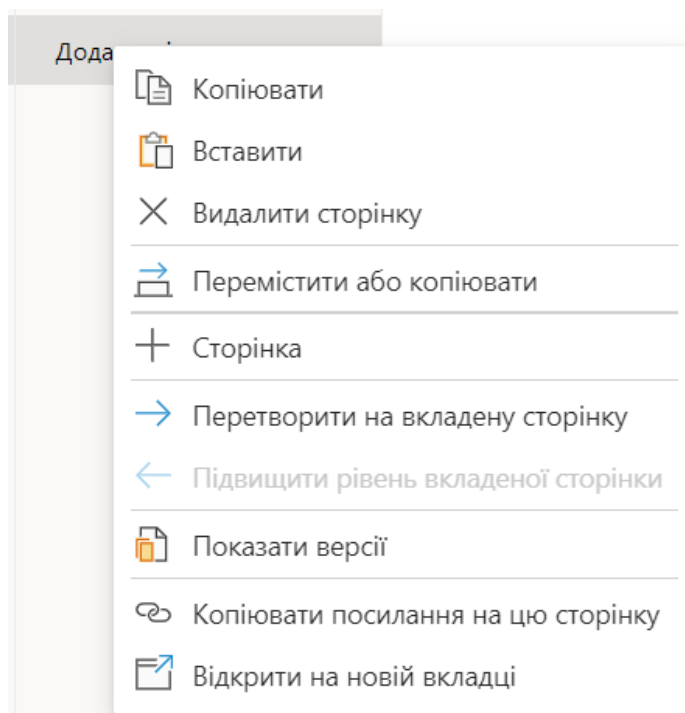 Дода
Копіювати
Вставити
Видалити сторінку
Перемістити або копіювати
Сторінка
Перетворити на вкладену сторінку
Підвищити рівень вкладеної сторінки
Показати версії
Копіювати посилання на цю сторінку
Відкрити на новій вкладці